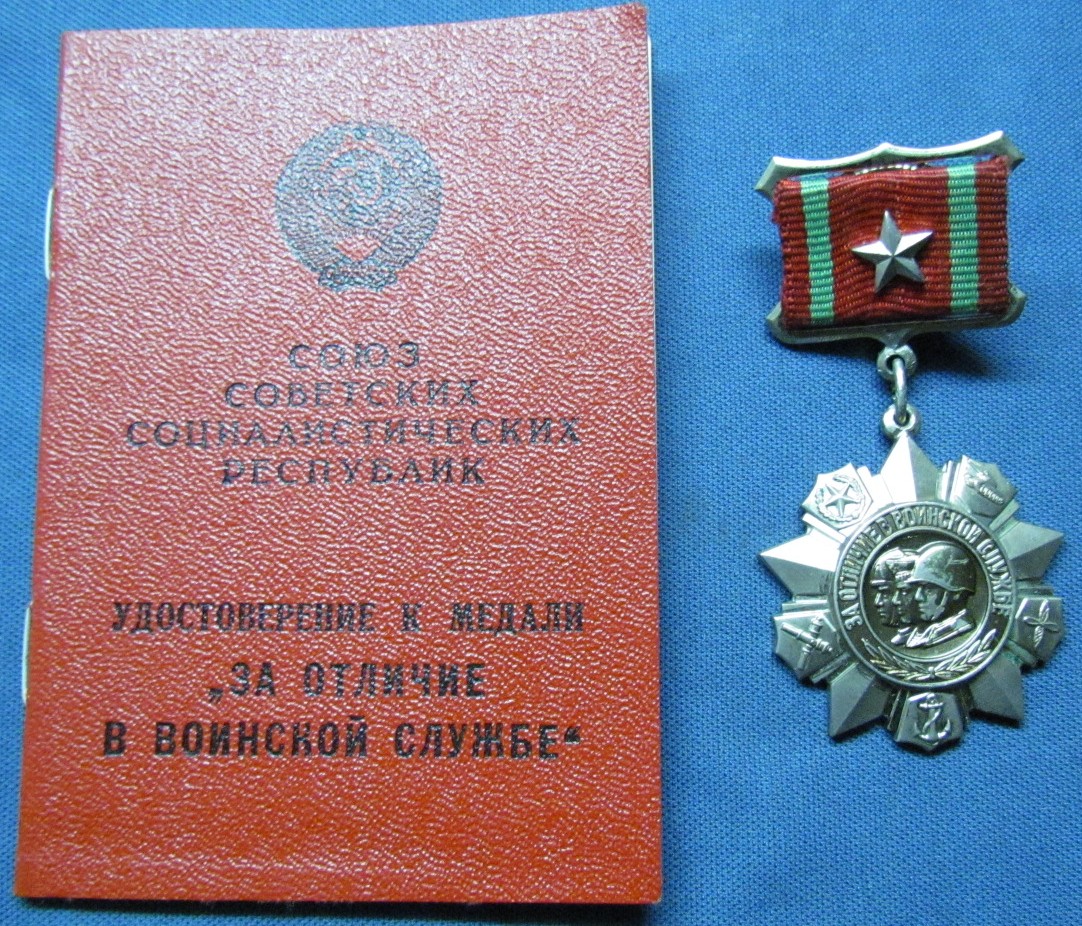 СОЮЗ
СОВЕТСКИХ
СОЦИАЛИСТИЧЕСКИХ
РЕСПУБЛИК
УДОСТОВЕРЕНИЕ К МЕДАЛИ
„ЗА ОТЛИЧИЕ
В ВОИНСКОЙ СЛУЖБЕ“
ЗА ОТЛИЧИЕ В ВОИНСКОЙ СЛУЖБЕ